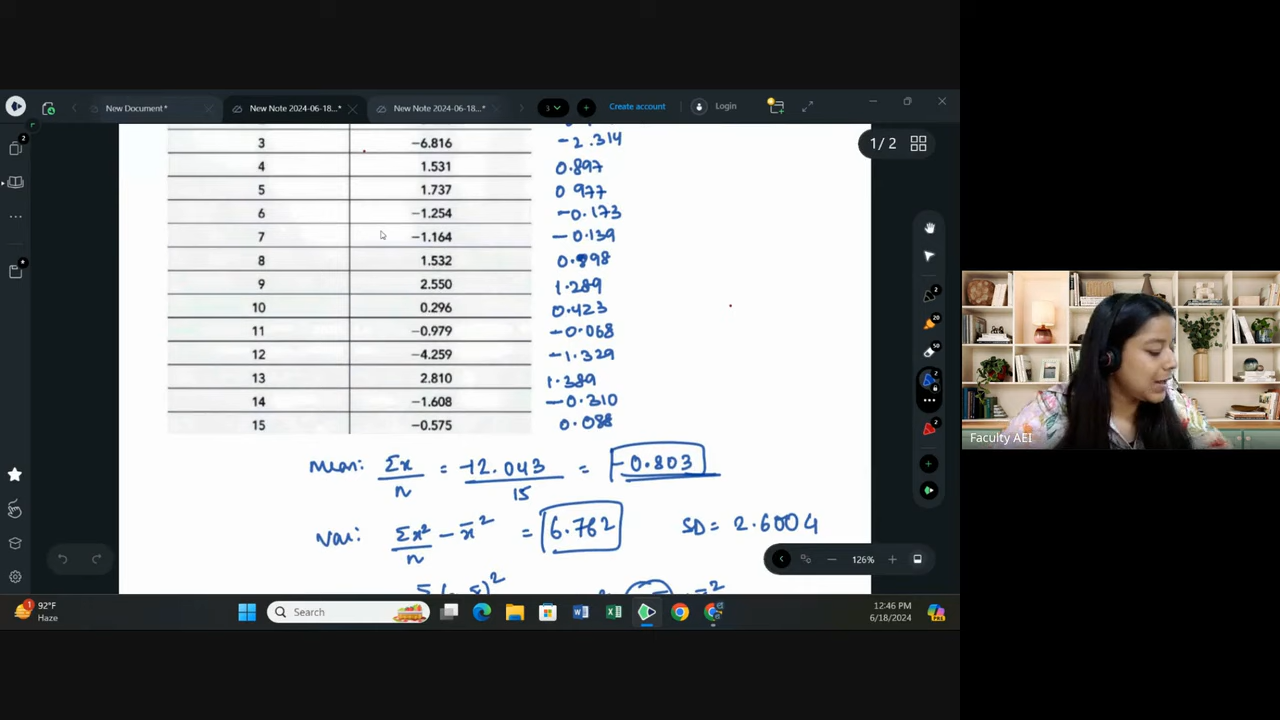 New Document*
New Note 2024-06-18...*
New Note 2024-06-18...*
3
Create account
Login
1/2
3 −6.816 -2.314
4 1.531 0.897
5 1.737 0 977
6 −1.254 -0.173
7 −1.164 -0.139
8 1.532 0.898
9 2.550 1.289
10 0.296 0.423
11 −0.979 -0.068
12 −4.259 -1.329
13 2.810 1.389
14 −1.608 -0.310
15 −0.575 0.088
Mean: Σx/n = -12.043/15 = -0.803
Var: Σx²/n - x̄² = 6.762 SD = 2.6004
126%
Faculty AEI
92°F
Haze
Search
12:46 PM
6/18/2024